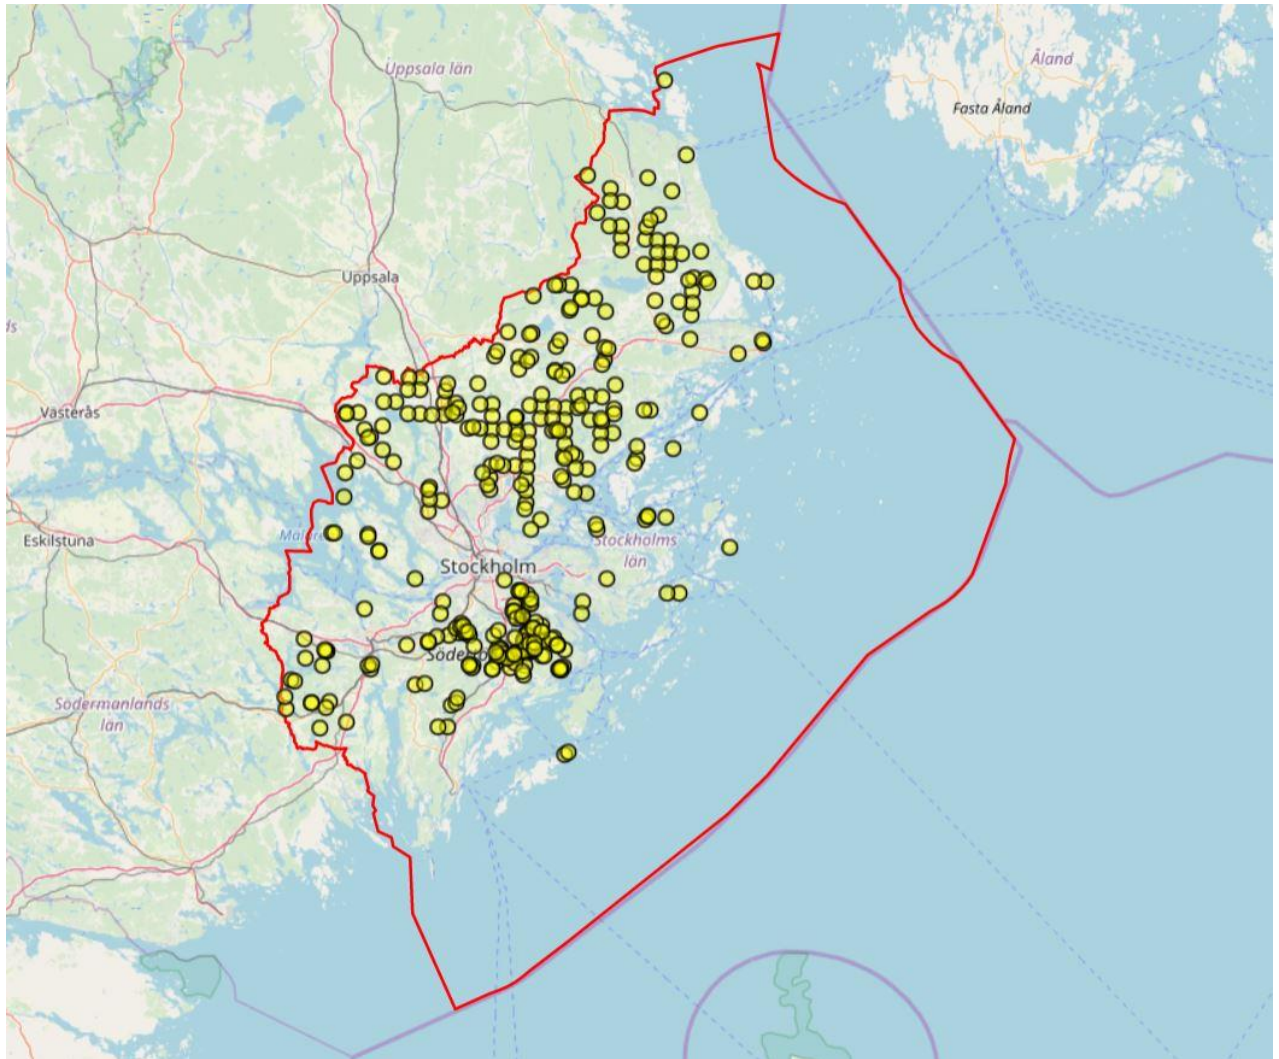 Uppsala län
Åland
Fasta Åland
Uppsala
Västerås
Eskilstuna
Stockholms
län
Stockholm
Södermanlands
län